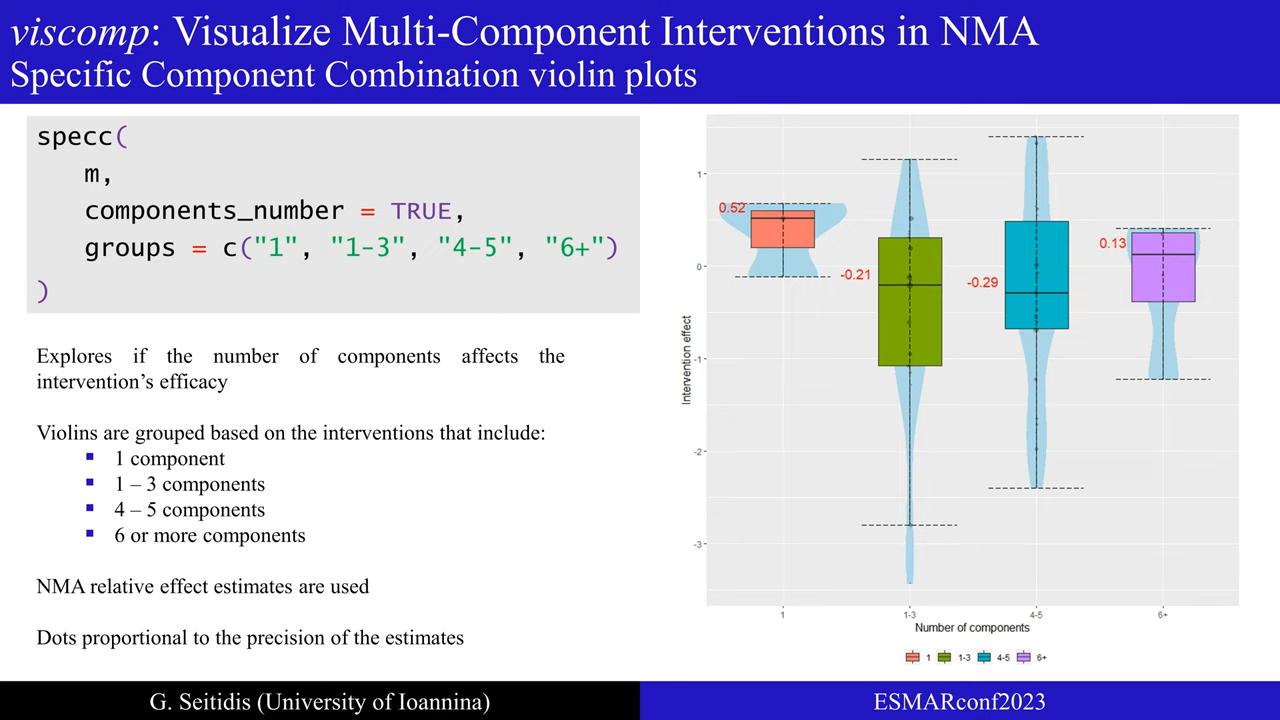 viscomp: Visualize Multi-Component Interventions in NMA
Specific Component Combination violin plots
specc(
m,
components_number = TRUE,
groups = c("1", "1-3", "4-5", "6+")
)
Explores if the number of components affects the
intervention's efficacy
Violins are grouped based on the interventions that include:
▪ 1 component
▪ 1 – 3 components
▪ 4 – 5 components
▪ 6 or more components
NMA relative effect estimates are used
Dots proportional to the precision of the estimates
Intervention effect
1
0
-1
-2
-3
0.52
-0.21
-0.29
0.13
1 1-3 4-5 6+
Number of components
1 1-3 4-5 6+
G. Seitidis (University of Ioannina)
ESMARconf2023